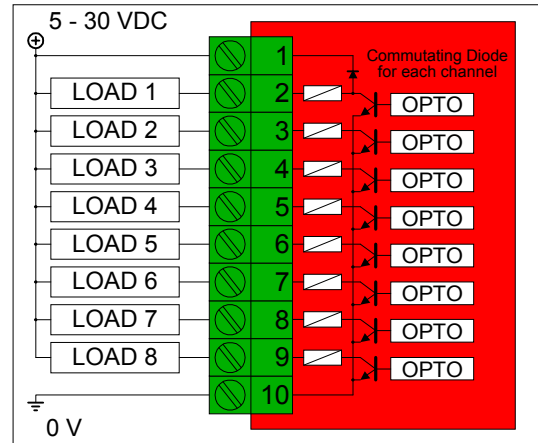 5 - 30 VDC
1
Commutating Diode
for each channel
LOAD 1
2
OPTO
LOAD 2
3
OPTO
LOAD 3
4
OPTO
LOAD 4
5
OPTO
LOAD 5
6
OPTO
LOAD 6
7
OPTO
LOAD 7
8
OPTO
LOAD 8
9
OPTO
10
0 V